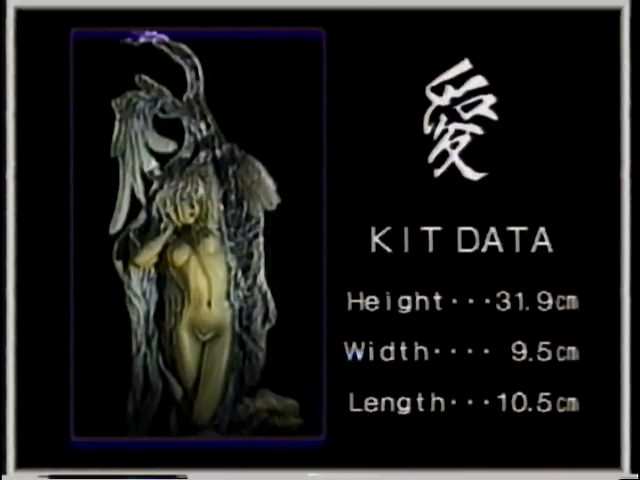 愛
KIT DATA
Height···31.9cm
Width···· 9.5cm
Length···10.5cm